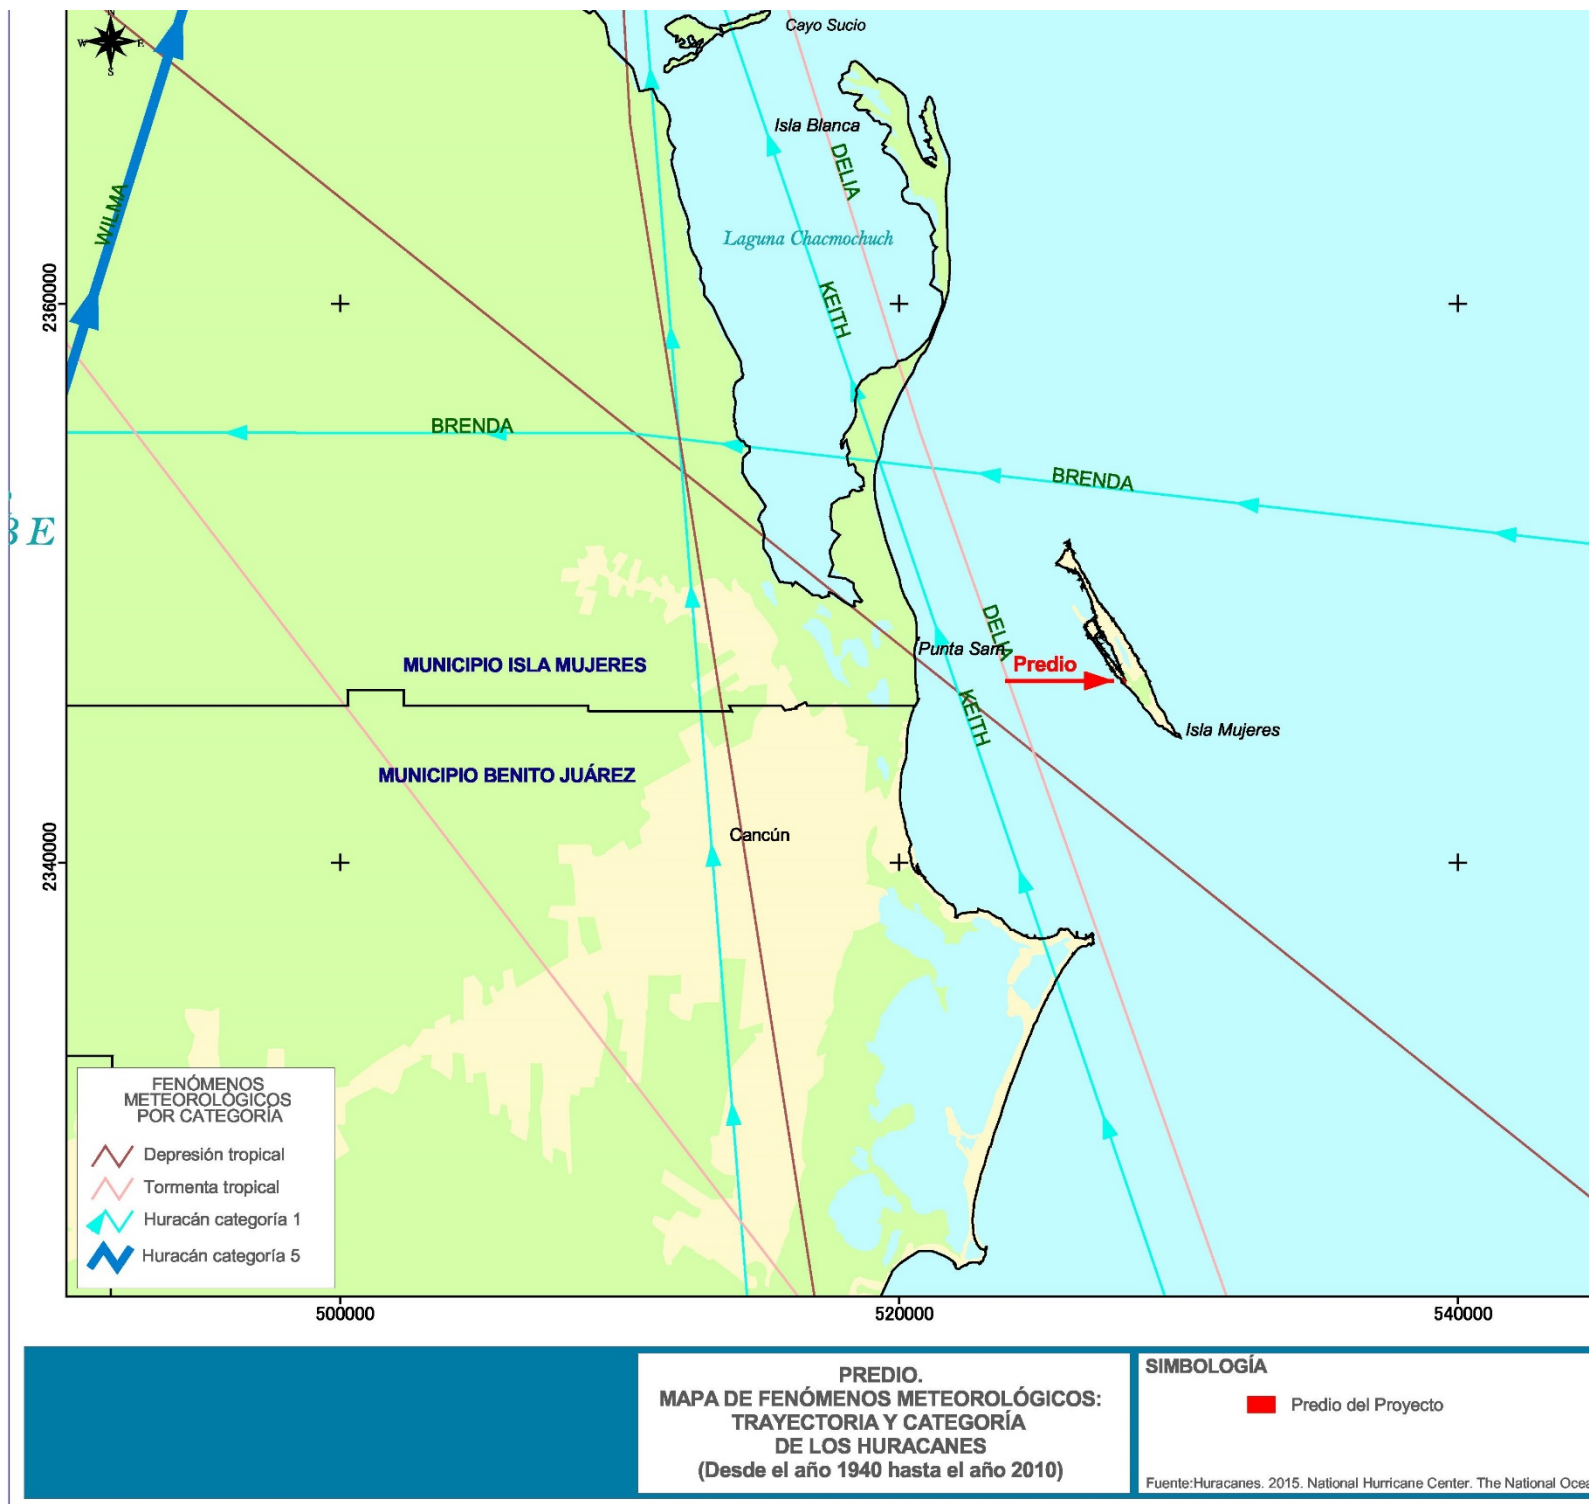 N
W
E
S
Cayo Sucio
Isla Blanca
DELIA
WILMA
Laguna Chacmochuch
KEITH
2360000
BRENDA
BRENDA
E
DELIA
Punta Sam
MUNICIPIO ISLA MUJERES
Predio
KEITH
Isla Mujeres
MUNICIPIO BENITO JUÁREZ
Cancún
2340000
FENÓMENOS
METEOROLÓGICOS
POR CATEGORÍA
Depresión tropical
Tormenta tropical
Huracán categoría 1
Huracán categoría 5
500000
520000
540000
PREDIO.
MAPA DE FENÓMENOS METEOROLÓGICOS:
TRAYECTORIA Y CATEGORÍA
DE LOS HURACANES
(Desde el año 1940 hasta el año 2010)
SIMBOLOGÍA
Predio del Proyecto
Fuente:Huracanes. 2015. National Hurricane Center. The National Ocea